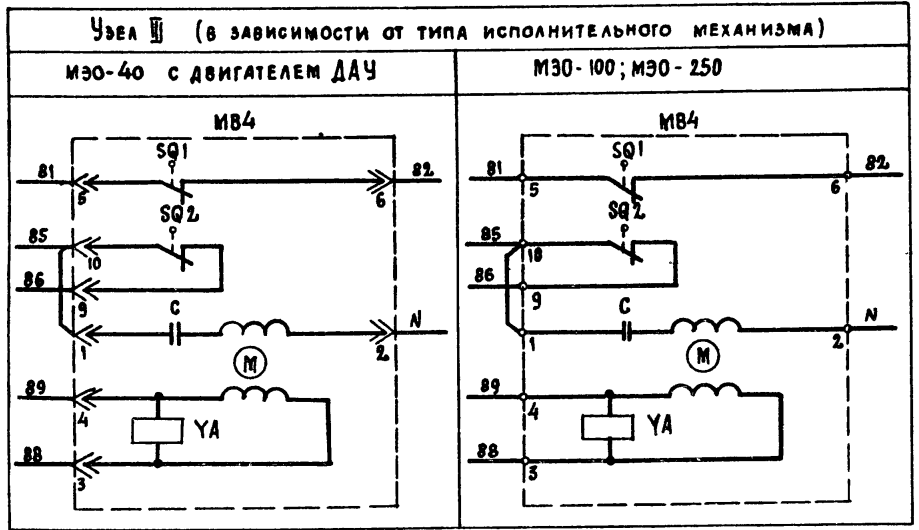 Узел III (в зависимости от типа исполнительного механизма)
МЭО-40 с двигателем ДАУ
МЭО-100; МЭО-250
МВ4
SQ1
81
5
6
82
SQ2
85
10
86
9
1
C
N
2
M
89
4
YA
88
3
МВ4
SQ1
81
5
6
82
SQ2
85
18
86
9
1
C
N
2
M
89
4
YA
88
3